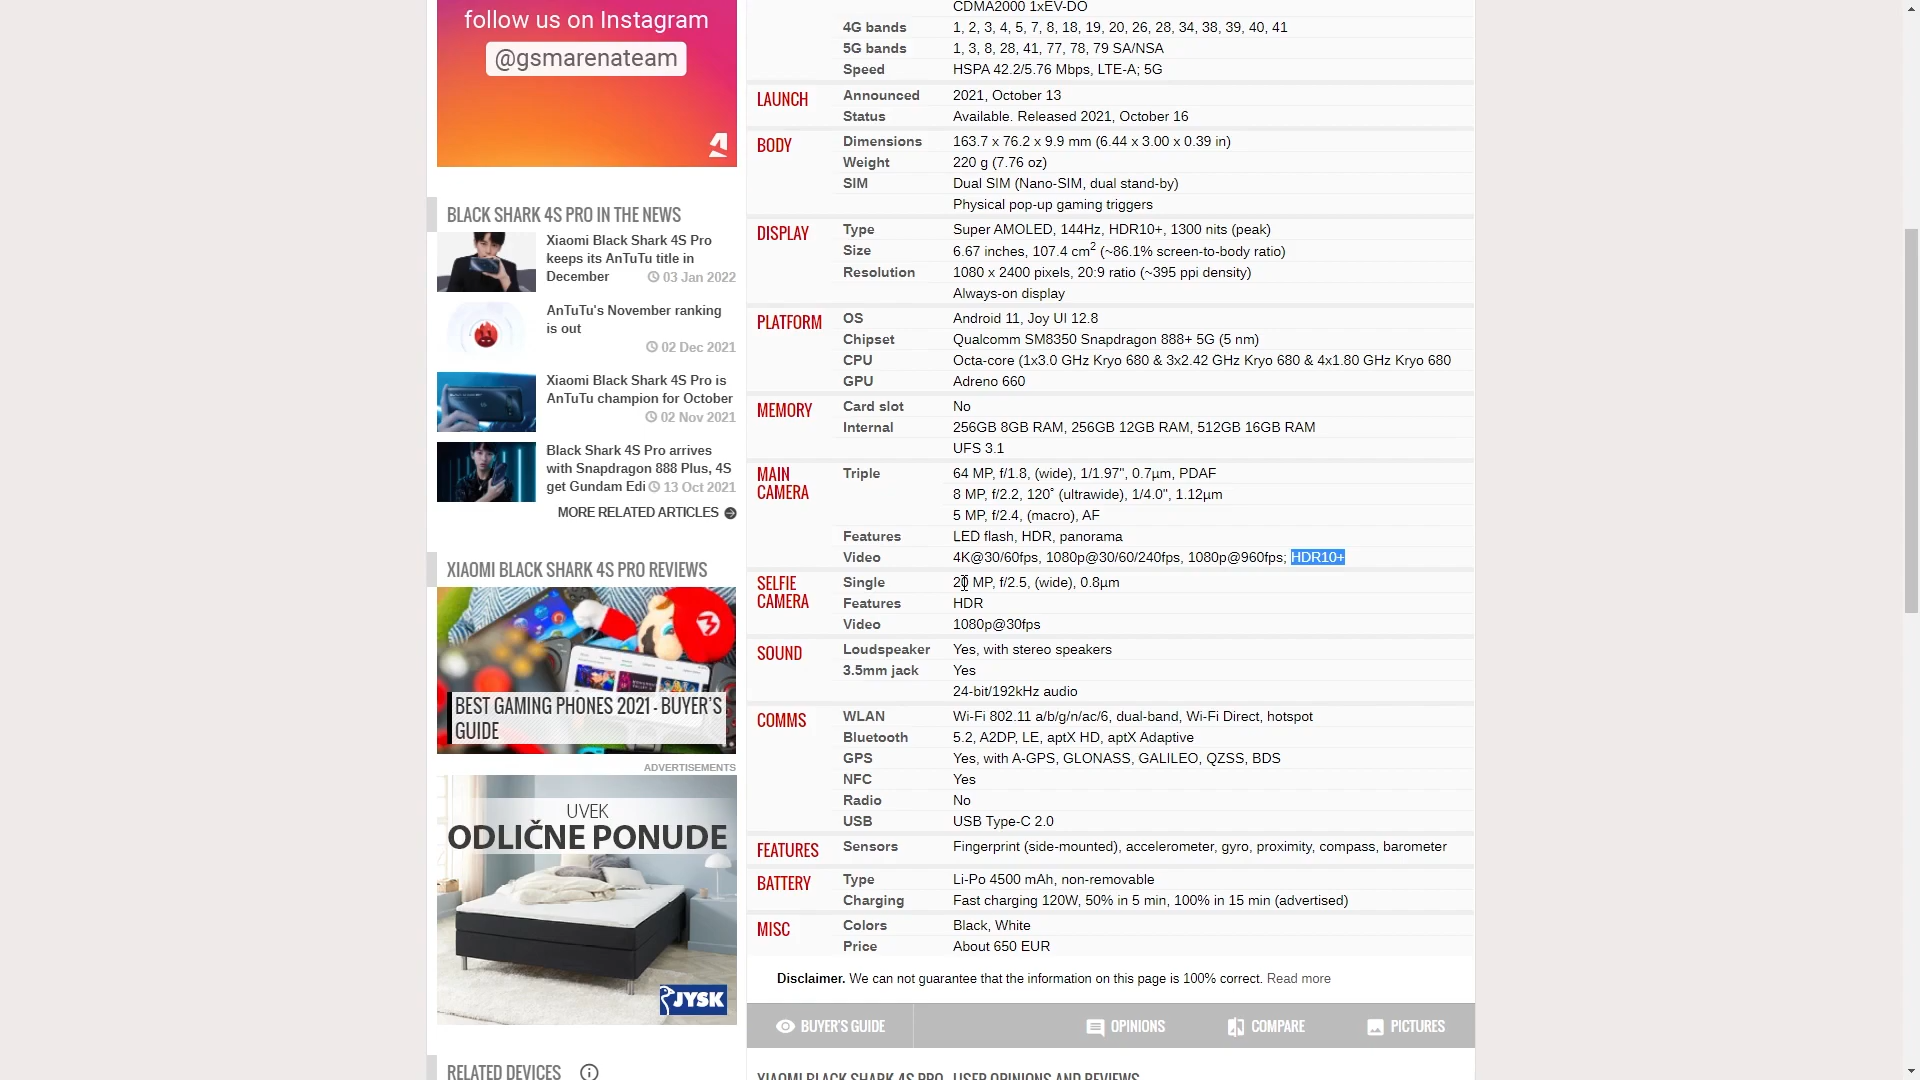 follow us on Instagram
@gsmarenateam
BLACK SHARK 4S PRO IN THE NEWS
Xiaomi Black Shark 4S Pro
keeps its AnTuTu title in
December 03 Jan 2022
AnTuTu's November ranking
is out
02 Dec 2021
Xiaomi Black Shark 4S Pro is
AnTuTu champion for October
02 Nov 2021
Black Shark 4S Pro arrives
with Snapdragon 888 Plus, 4S
get Gundam Edi 13 Oct 2021
MORE RELATED ARTICLES
XIAOMI BLACK SHARK 4S PRO REVIEWS
BEST GAMING PHONES 2021 - BUYER'S
GUIDE
ADVERTISEMENTS
UVEK
ODLIČNE PONUDE
JYSK
RELATED DEVICES
CDMA2000 1xEV-DO
4G bands 1, 2, 3, 4, 5, 7, 8, 18, 19, 20, 26, 28, 34, 38, 39, 40, 41
5G bands 1, 3, 8, 28, 41, 77, 78, 79 SA/NSA
Speed HSPA 42.2/5.76 Mbps, LTE-A; 5G
LAUNCH Announced 2021, October 13
Status Available. Released 2021, October 16
BODY Dimensions 163.7 x 76.2 x 9.9 mm (6.44 x 3.00 x 0.39 in)
Weight 220 g (7.76 oz)
SIM Dual SIM (Nano-SIM, dual stand-by)
Physical pop-up gaming triggers
DISPLAY Type Super AMOLED, 144Hz, HDR10+, 1300 nits (peak)
Size 6.67 inches, 107.4 cm2 (~86.1% screen-to-body ratio)
Resolution 1080 x 2400 pixels, 20:9 ratio (~395 ppi density)
Always-on display
PLATFORM OS Android 11, Joy UI 12.8
Chipset Qualcomm SM8350 Snapdragon 888+ 5G (5 nm)
CPU Octa-core (1x3.0 GHz Kryo 680 & 3x2.42 GHz Kryo 680 & 4x1.80 GHz Kryo 680
GPU Adreno 660
MEMORY Card slot No
Internal 256GB 8GB RAM, 256GB 12GB RAM, 512GB 16GB RAM
UFS 3.1
MAIN CAMERA Triple 64 MP, f/1.8, (wide), 1/1.97", 0.7µm, PDAF
8 MP, f/2.2, 120˚ (ultrawide), 1/4.0", 1.12µm
5 MP, f/2.4, (macro), AF
Features LED flash, HDR, panorama
Video 4K@30/60fps, 1080p@30/60/240fps, 1080p@960fps; HDR10+
SELFIE CAMERA Single 20 MP, f/2.5, (wide), 0.8µm
Features HDR
Video 1080p@30fps
SOUND Loudspeaker Yes, with stereo speakers
3.5mm jack Yes
24-bit/192kHz audio
COMMS WLAN Wi-Fi 802.11 a/b/g/n/ac/6, dual-band, Wi-Fi Direct, hotspot
Bluetooth 5.2, A2DP, LE, aptX HD, aptX Adaptive
GPS Yes, with A-GPS, GLONASS, GALILEO, QZSS, BDS
NFC Yes
Radio No
USB USB Type-C 2.0
FEATURES Sensors Fingerprint (side-mounted), accelerometer, gyro, proximity, compass, barometer
BATTERY Type Li-Po 4500 mAh, non-removable
Charging Fast charging 120W, 50% in 5 min, 100% in 15 min (advertised)
MISC Colors Black, White
Price About 650 EUR
Disclaimer. We can not guarantee that the information on this page is 100% correct. Read more
BUYER'S GUIDE OPINIONS COMPARE PICTURES
XIAOMI BLACK SHARK 4S PRO - USER OPINIONS AND REVIEWS